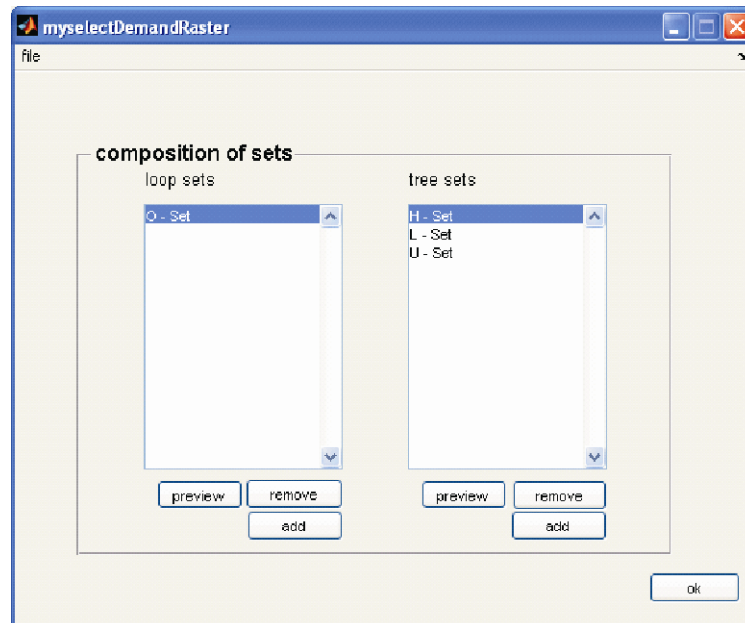 myselectDemandRaster
file
composition of sets
loop sets
tree sets
O - Set
H - Set
L - Set
U - Set
preview
remove
add
preview
remove
add
ok